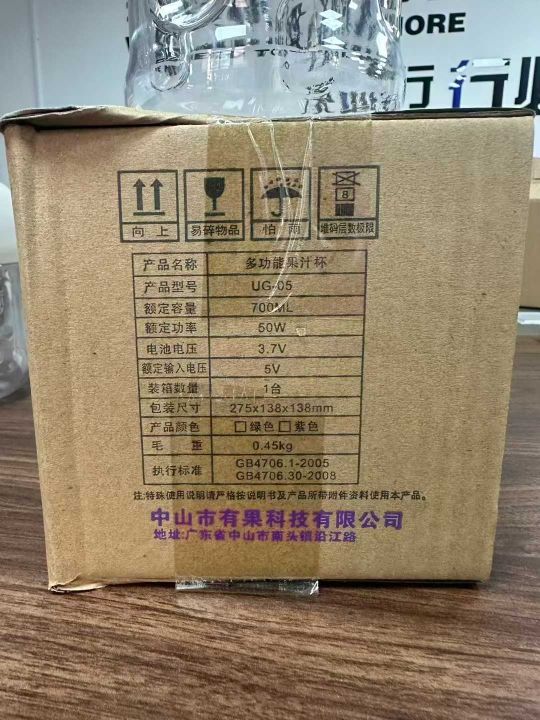 MORE
行 行
8
向上
易碎物品
怕雨
堆码层数极限
产品名称 多功能果汁杯
产品型号 UG-05
额定容量 700ML
额定功率 50W
电池电压 3.7V
额定输入电压 5V
装箱数量 1台
包装尺寸 275x138x138mm
产品颜色 □绿色 □紫色
毛 重 0.45kg
执行标准 GB4706.1-2005
GB4706.30-2008
注:特殊使用说明请严格按说明书及产品所带附件资料使用本产品。
中山市有果科技有限公司
地址:广东省中山市南头镇沿江路